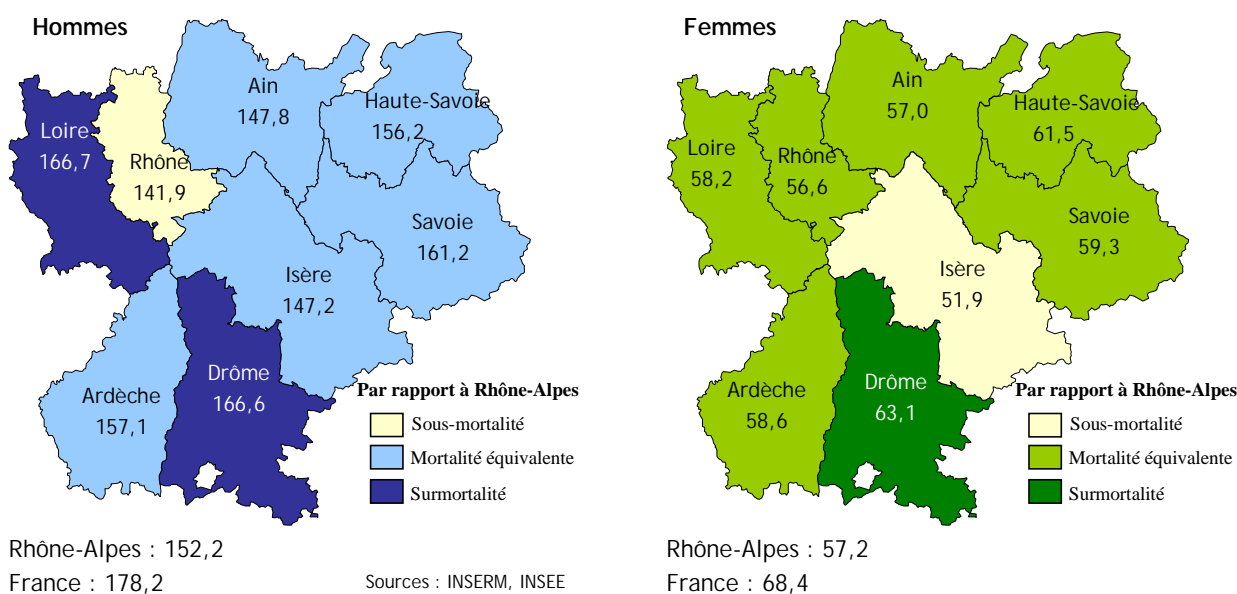 Hommes
Ain
147,8
Haute-Savoie
156,2
Loire
166,7
Rhône
141,9
Savoie
161,2
Isère
147,2
Drôme
166,6
Ardèche
157,1
Par rapport à Rhône-Alpes
Sous-mortalité
Mortalité équivalente
Surmortalité
Rhône-Alpes : 152,2
France : 178,2
Sources : INSERM, INSEE
Femmes
Ain
57,0
Haute-Savoie
61,5
Loire
58,2
Rhône
56,6
Savoie
59,3
Isère
51,9
Drôme
63,1
Ardèche
58,6
Par rapport à Rhône-Alpes
Sous-mortalité
Mortalité équivalente
Surmortalité
Rhône-Alpes : 57,2
France : 68,4